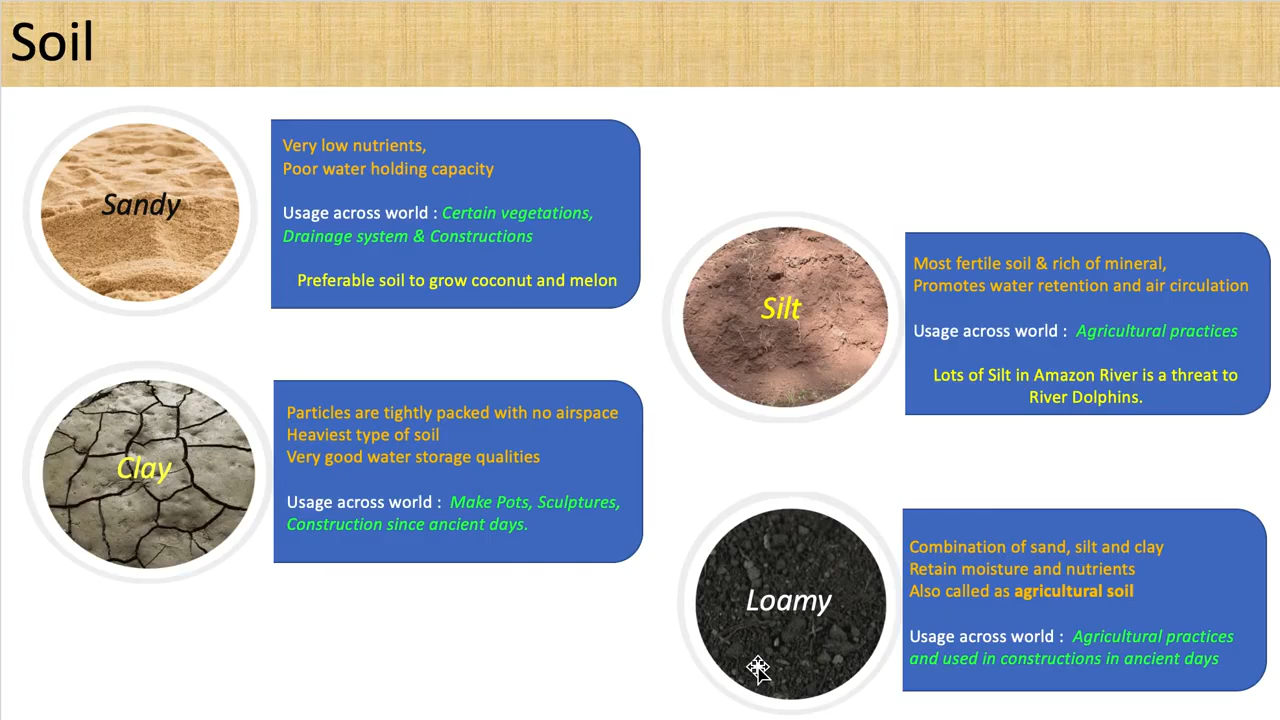 Soil
Sandy
Very low nutrients,
Poor water holding capacity
Usage across world : Certain vegetations,
Drainage system & Constructions
Preferable soil to grow coconut and melon
Clay
Particles are tightly packed with no airspace
Heaviest type of soil
Very good water storage qualities
Usage across world : Make Pots, Sculptures,
Construction since ancient days.
Silt
Most fertile soil & rich of mineral,
Promotes water retention and air circulation
Usage across world : Agricultural practices
Lots of Silt in Amazon River is a threat to
River Dolphins.
Loamy
Combination of sand, silt and clay
Retain moisture and nutrients
Also called as agricultural soil
Usage across world : Agricultural practices
and used in constructions in ancient days